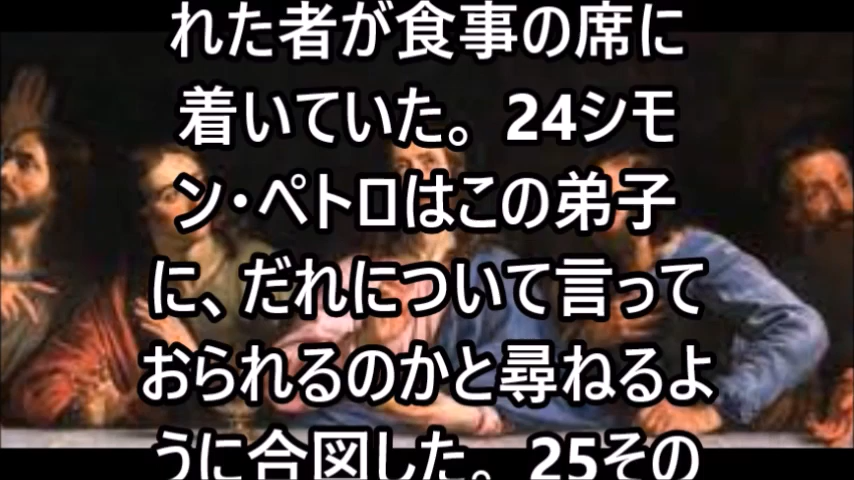 れた者が食事の席に
着いていた。24シモ
ン・ペトロはこの弟子
に、だれについて言って
おられるのかと尋ねるよ
うに合図した。25その